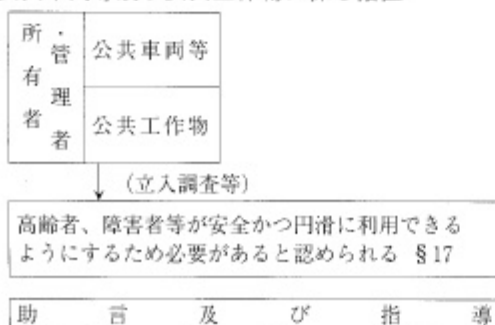 所有者・管理者
公共車両等
公共工作物
(立入調査等)
高齢者、障害者等が安全かつ円滑に利用できる
ようにするため必要があると認められる §17
助言及び指導